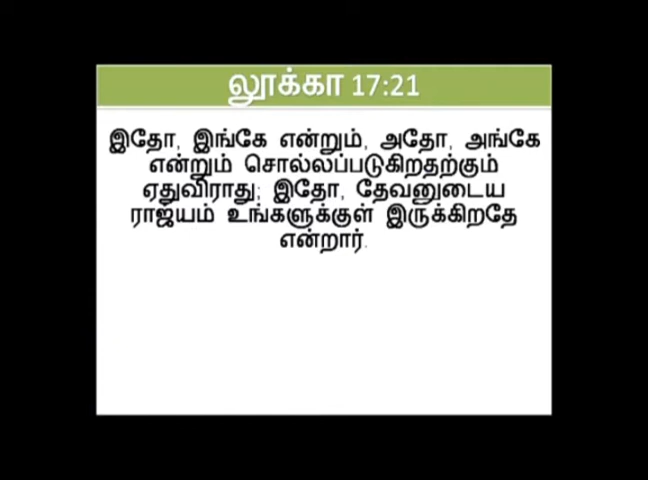 லூக்கா 17:21
இதோ, இங்கே என்றும், அதோ, அங்கே
என்றும் சொல்லப்படுகிறதற்கும்
ஏதுவிராது; இதோ, தேவனுடைய
ராஜ்யம் உங்களுக்குள் இருக்கிறதே
என்றார்.